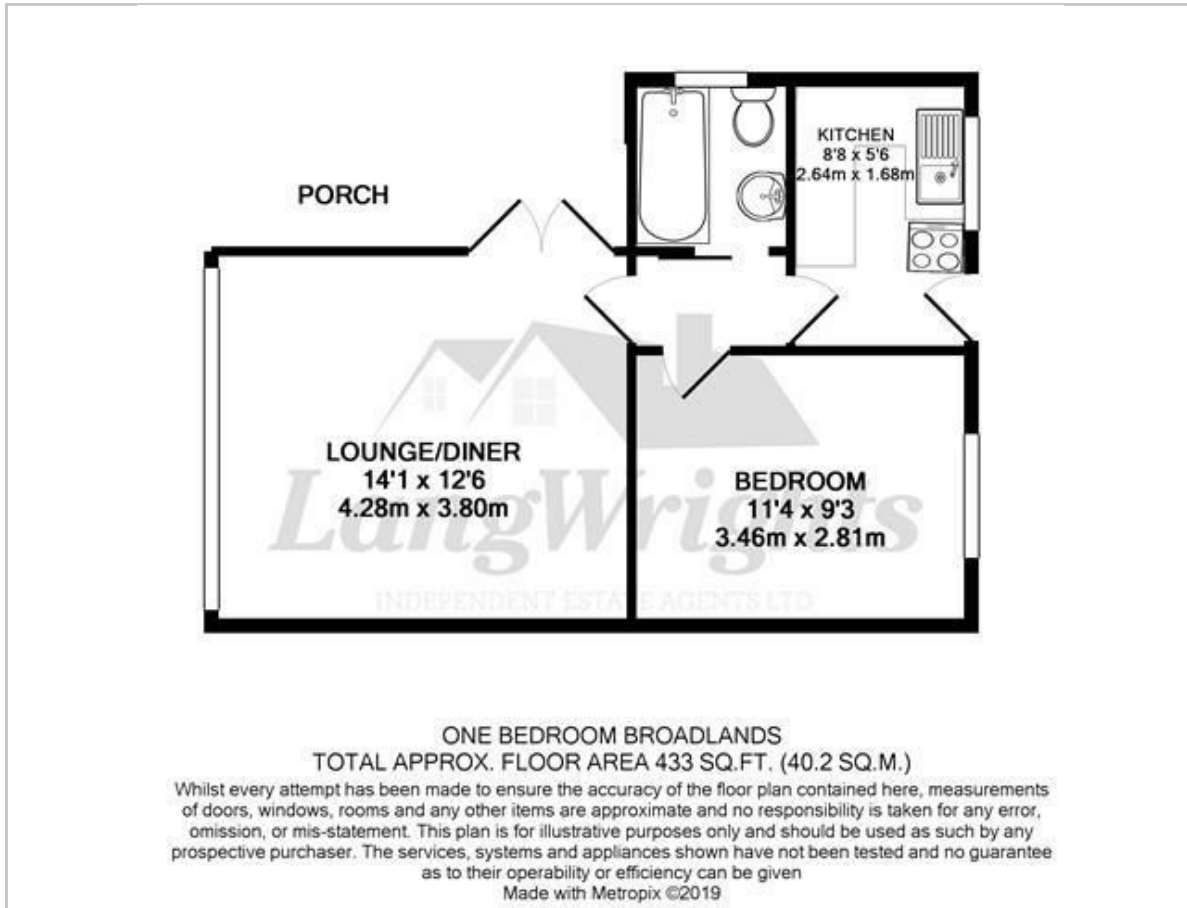 KITCHEN
8'8 x 5'6
2.64m x 1.68m
PORCH
LOUNGE/DINER
14'1 x 12'6
4.28m x 3.80m
BEDROOM
11'4 x 9'3
3.46m x 2.81m
LangWrights
INDEPENDENT ESTATE AGENTS LTD
ONE BEDROOM BROADLANDS
TOTAL APPROX. FLOOR AREA 433 SQ.FT. (40.2 SQ.M.)
Whilst every attempt has been made to ensure the accuracy of the floor plan contained here, measurements
of doors, windows, rooms and any other items are approximate and no responsibility is taken for any error,
omission, or mis-statement. This plan is for illustrative purposes only and should be used as such by any
prospective purchaser. The services, systems and appliances shown have not been tested and no guarantee
as to their operability or efficiency can be given
Made with Metropix ©2019